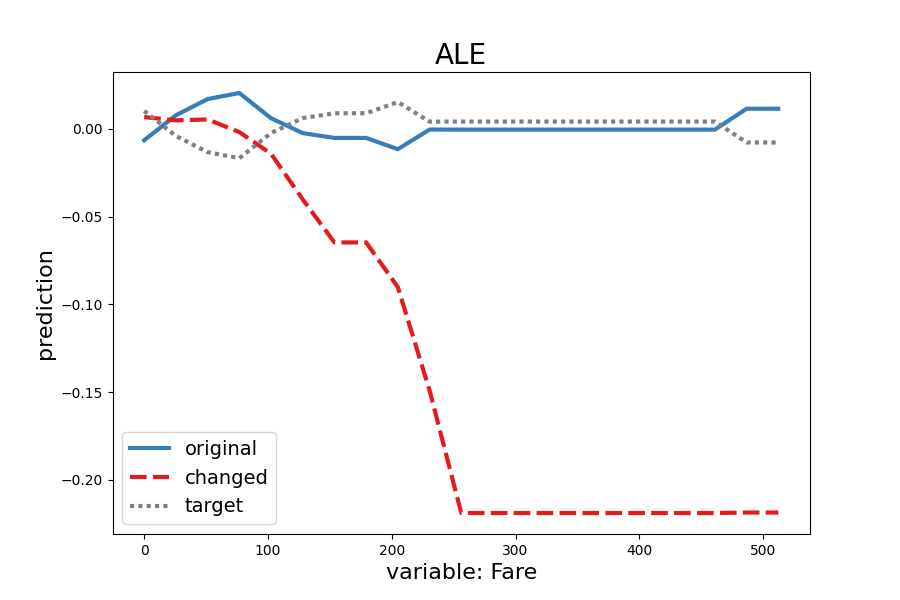 ALE
prediction
0.00
−0.05
−0.10
−0.15
−0.20
original
changed
target
0 100 200 300 400 500
variable: Fare